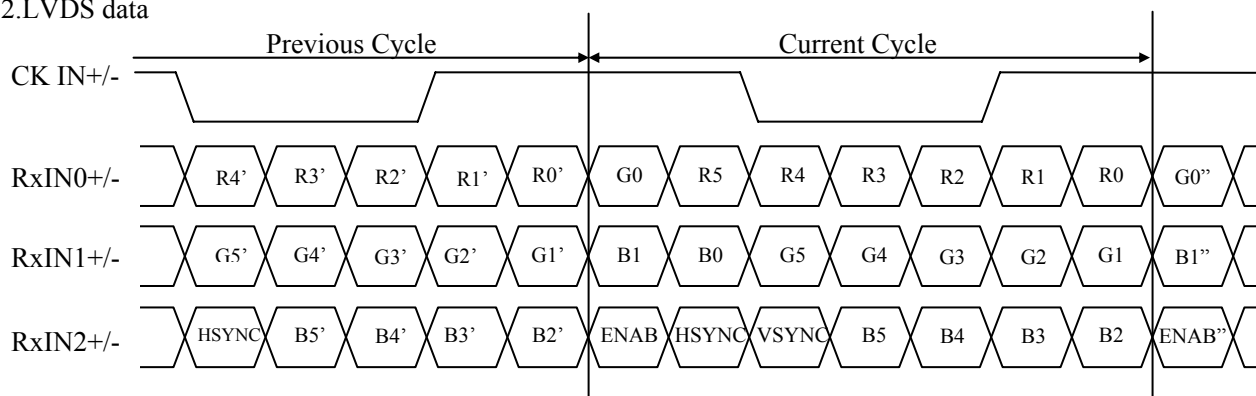 2.LVDS data
Previous Cycle Current Cycle
CK IN+/-
RxIN0+/- R4’ R3’ R2’ R1’ R0’ G0 R5 R4 R3 R2 R1 R0 G0”
RxIN1+/- G5’ G4’ G3’ G2’ G1’ B1 B0 G5 G4 G3 G2 G1 B1”
RxIN2+/- HSYNC B5’ B4’ B3’ B2’ ENAB HSYNC VSYNC B5 B4 B3 B2 ENAB”